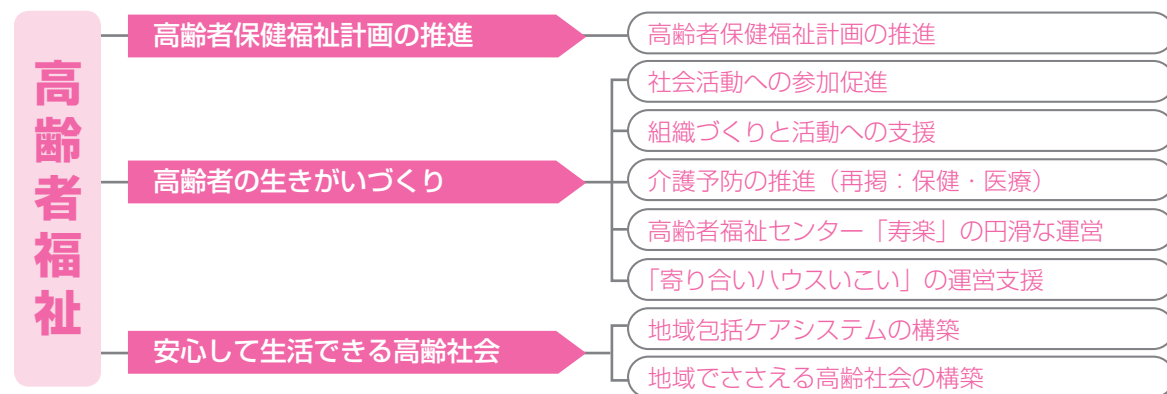 高齢者福祉
高齢者保健福祉計画の推進
高齢者保健福祉計画の推進
高齢者の生きがいづくり
社会活動への参加促進
組織づくりと活動への支援
介護予防の推進（再掲：保健・医療）
高齢者福祉センター「寿楽」の円滑な運営
「寄り合いハウスいこい」の運営支援
安心して生活できる高齢社会
地域包括ケアシステムの構築
地域でささえる高齢社会の構築